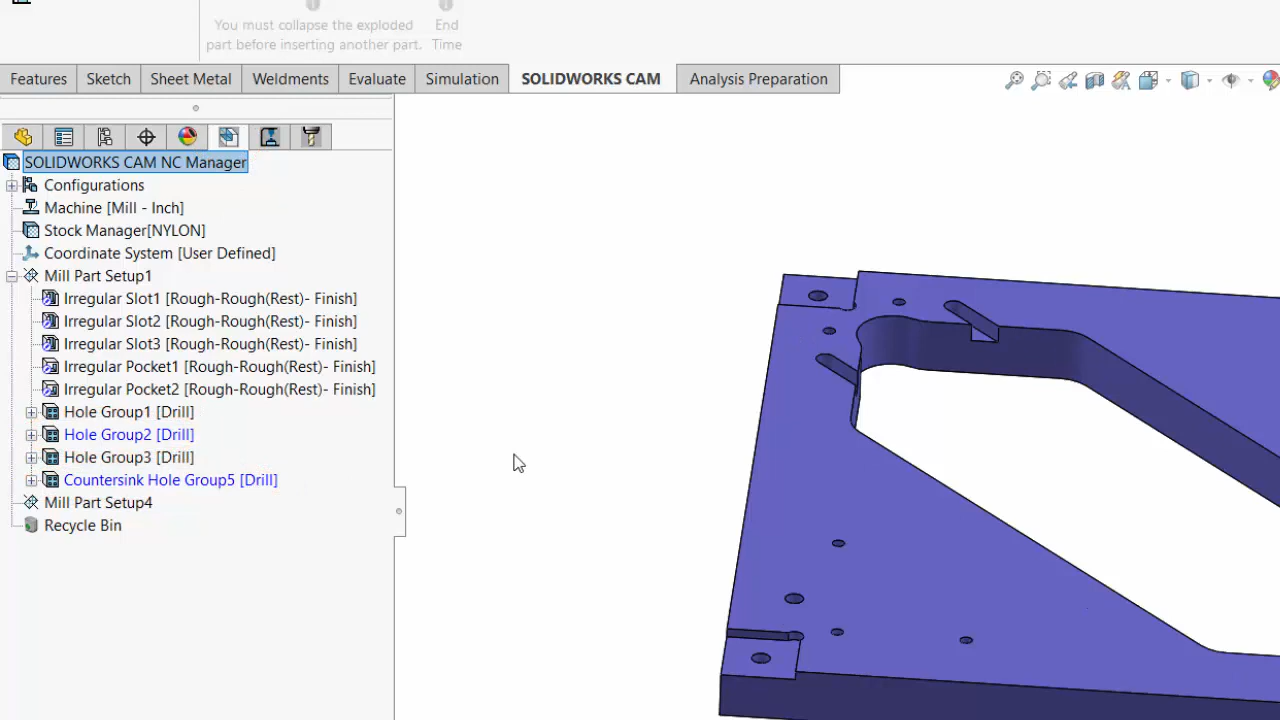 You must collapse the exploded
part before inserting another part.
End
Time
Features Sketch Sheet Metal Weldments Evaluate Simulation SOLIDWORKS CAM Analysis Preparation
SOLIDWORKS CAM NC Manager
Configurations
Machine [Mill - Inch]
Stock Manager[NYLON]
Coordinate System [User Defined]
Mill Part Setup1
Irregular Slot1 [Rough-Rough(Rest)- Finish]
Irregular Slot2 [Rough-Rough(Rest)- Finish]
Irregular Slot3 [Rough-Rough(Rest)- Finish]
Irregular Pocket1 [Rough-Rough(Rest)- Finish]
Irregular Pocket2 [Rough-Rough(Rest)- Finish]
Hole Group1 [Drill]
Hole Group2 [Drill]
Hole Group3 [Drill]
Countersink Hole Group5 [Drill]
Mill Part Setup4
Recycle Bin